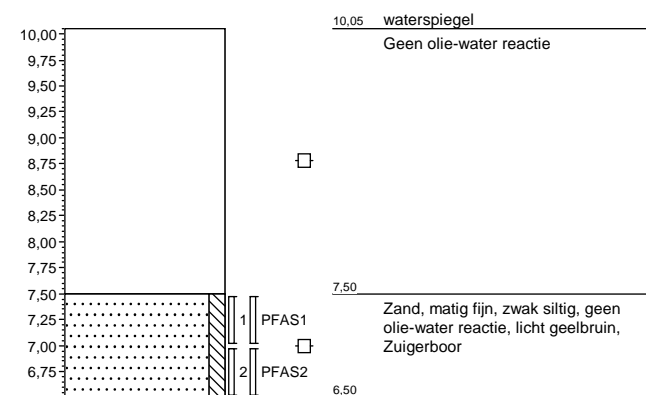 10,05 waterspiegel
10,00
Geen olie-water reactie
9,75
9,50
9,25
9,00
8,75
8,50
8,25
8,00
7,75
7,50
7,50
Zand, matig fijn, zwak siltig, geen
olie-water reactie, licht geelbruin,
Zuigerboor
7,25
1 PFAS1
7,00
6,75
2 PFAS2
6,50